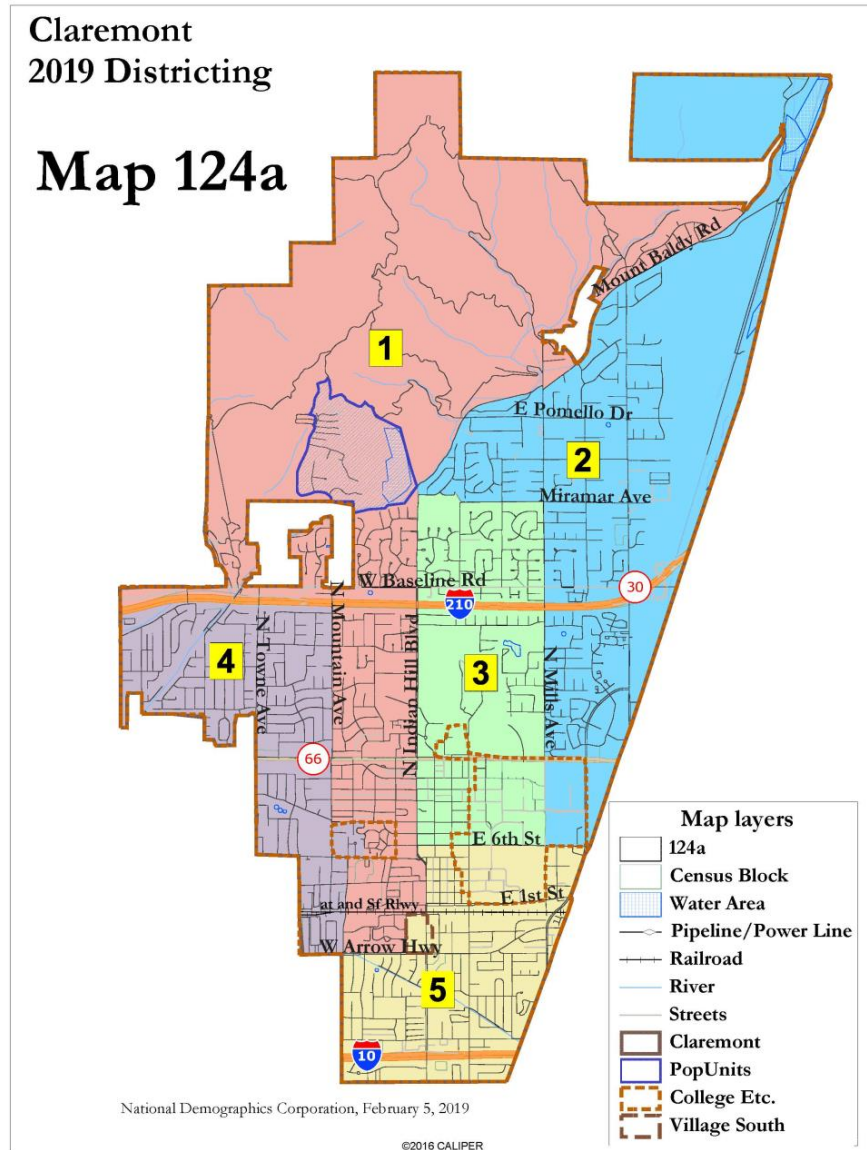 Claremont
2019 Districting
Map 124a
Mount Baldy Rd
1
E Pomello Dr
2
Miramar Ave
W Baseline Rd
30
210
4
N Towne Ave
N Mountain Ave
N Indian Hill Blvd
3
N Mills Ave
66
E 6th St
E 1st St
at and Sf Rlwy
W Arrow Hwy
5
10
Map layers
124a
Census Block
Water Area
Pipeline/Power Line
Railroad
River
Streets
Claremont
PopUnits
College Etc.
Village South
National Demographics Corporation, February 5, 2019
©2016 CALIPER